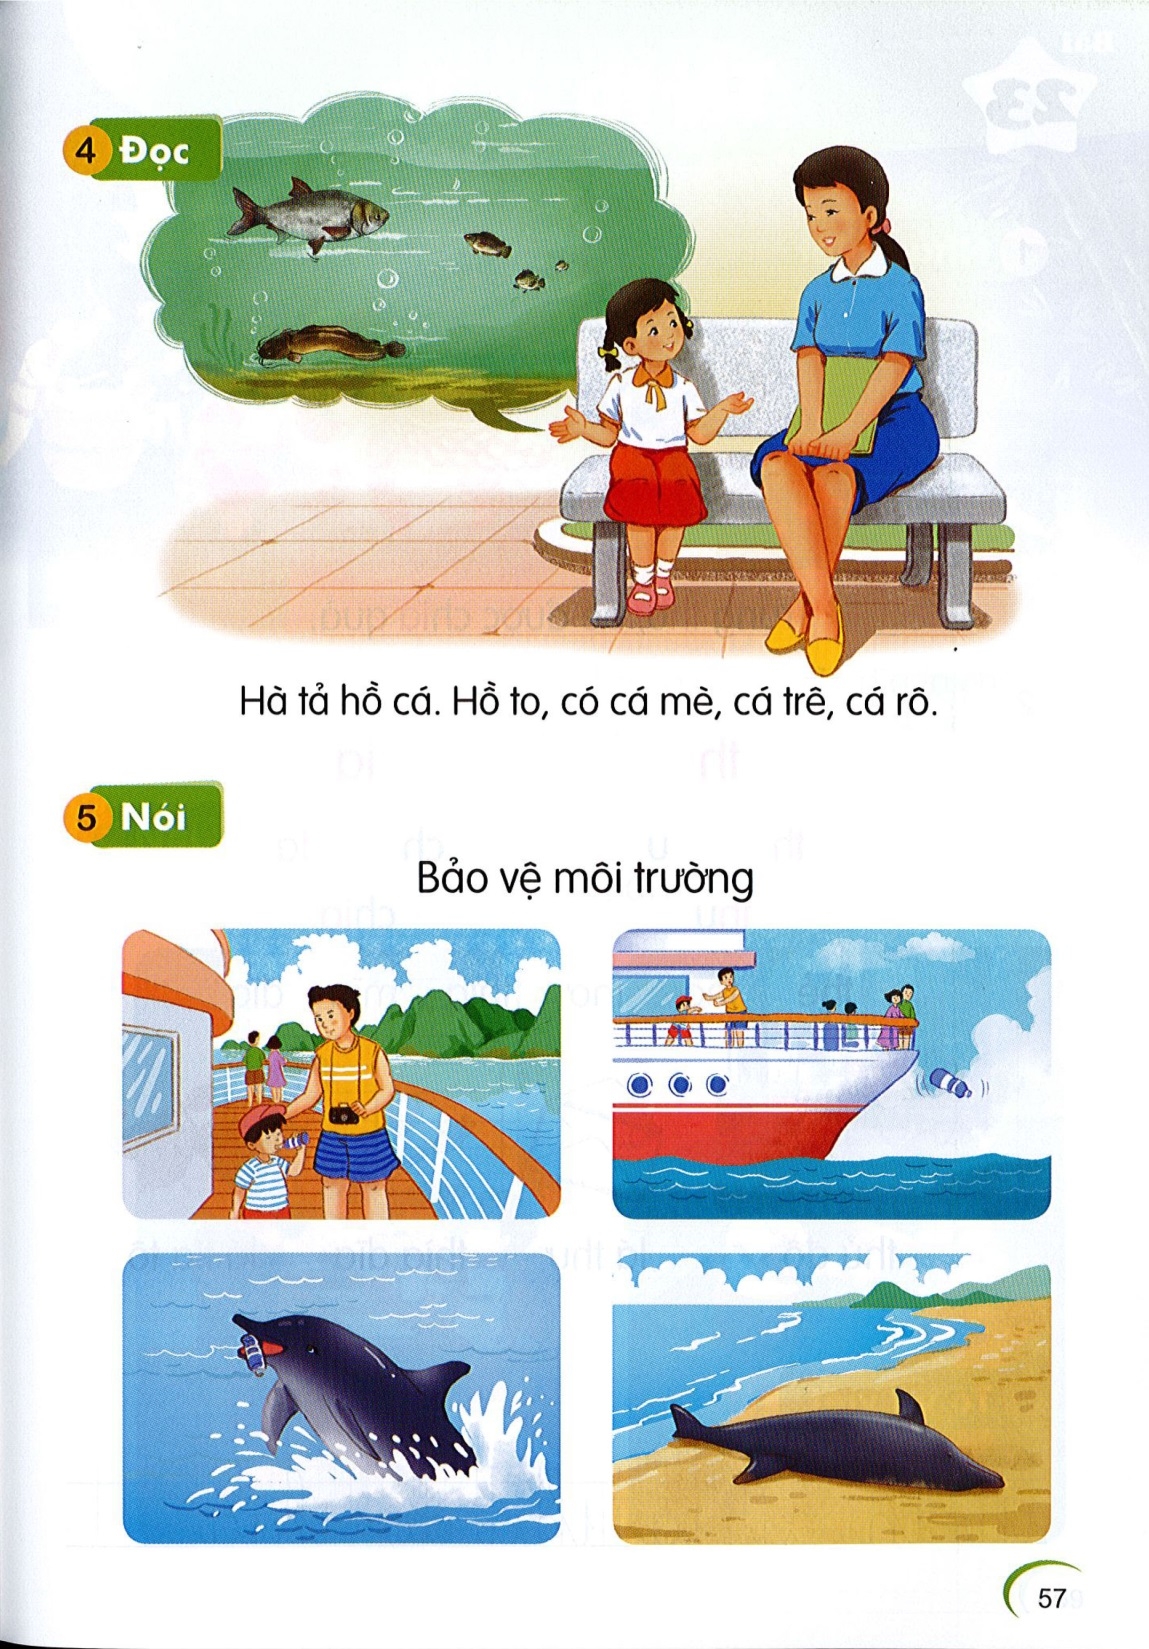 4 Đọc
Hà tả hồ cá. Hồ to, có cá mè, cá trê, cá rô.
5 Nói
Bảo vệ môi trường
57